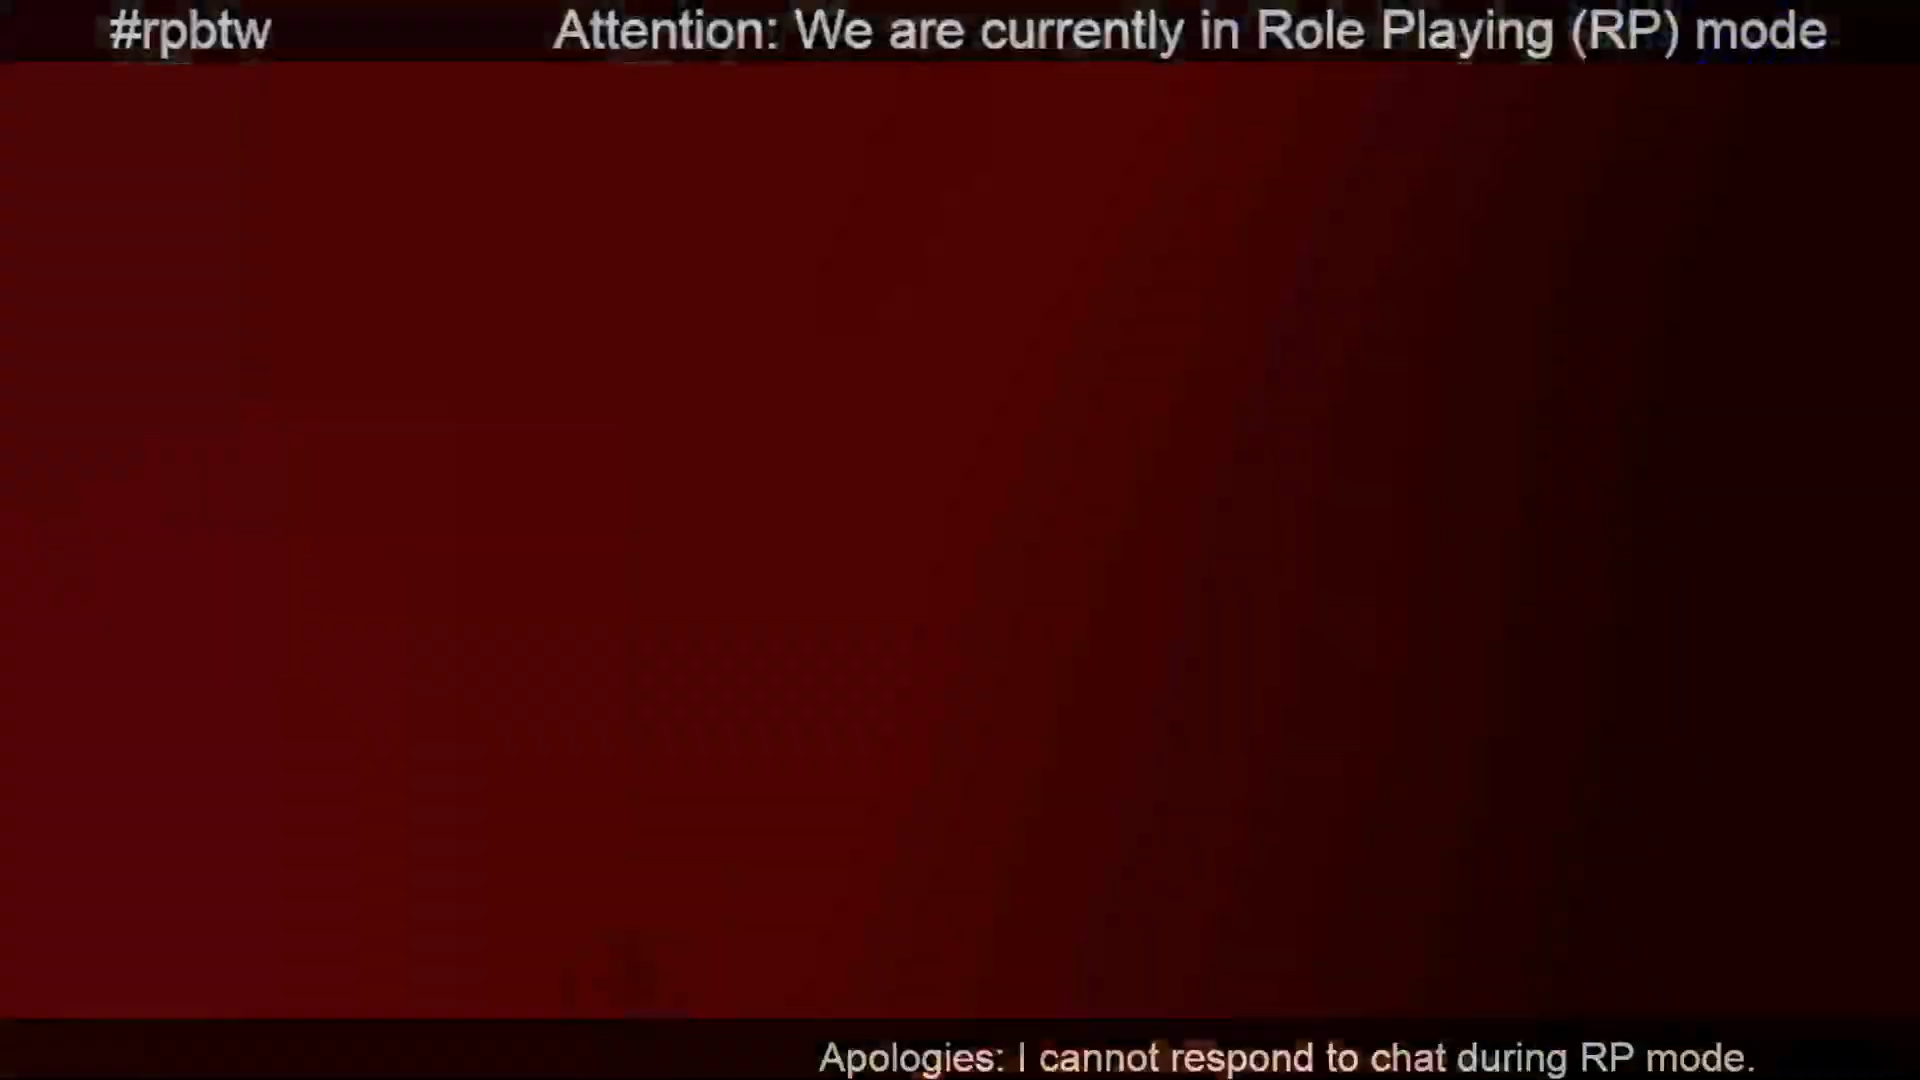 #rpbtw Attention: We are currently in Role Playing (RP) mode
Apologies: I cannot respond to chat during RP mode.